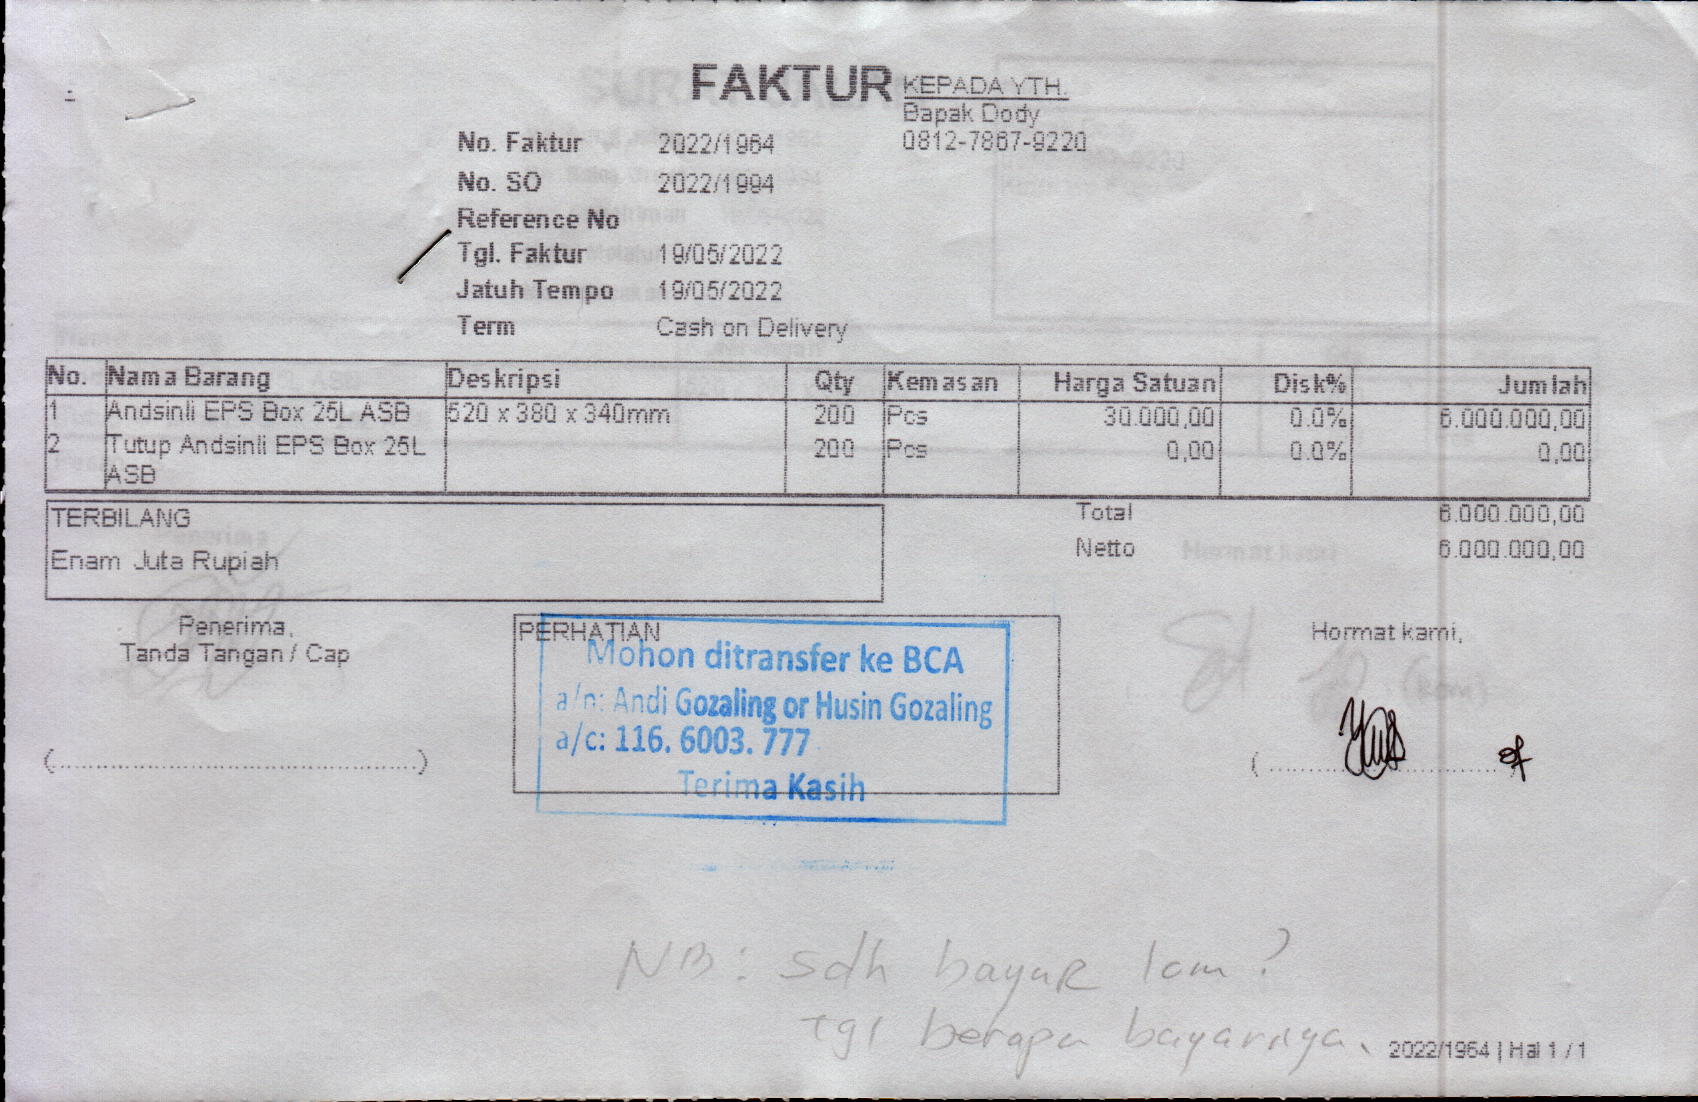 FAKTUR
KEPADA YTH.
Bapak Dody
0812-7867-9220
No. Faktur 2022/1964
No. SO 2022/1994
Reference No
Tgl. Faktur 19/05/2022
Jatuh Tempo 19/05/2022
Term Cash on Delivery
No. Nama Barang Deskripsi Qty Kemasan Harga Satuan Disk% Jumlah
1 Andsinli EPS Box 25L ASB 520 x 380 x 340mm 200 Pcs 30.000,00 0.0% 6.000.000,00
2 Tutup Andsinli EPS Box 25L 200 Pcs 0,00 0.0% 0,00
ASB
TERBILANG
Enam Juta Rupiah
Total 6.000.000,00
Netto 6.000.000,00
Penerima,
Tanda Tangan / Cap
(............................................)
PERHATIAN
Mohon ditransfer ke BCA
a/n: Andi Gozaling or Husin Gozaling
a/c: 116. 6003. 777
Terima Kasih
Hormat kami,
NB : sdh bayar lom ?
tgl berapa bayarnya.
2022/1964 | Hal 1 / 1